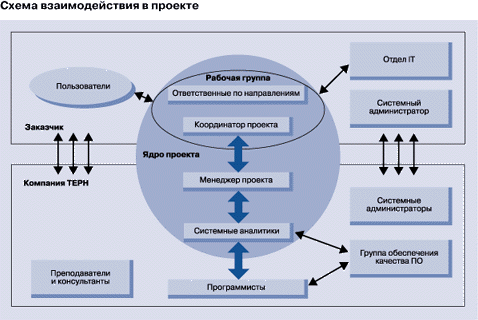 Схема взаимодействия в проекте
Рабочая группа
Отдел IT
Пользователи
Ответственные по направлениям
Системный
администратор
Координатор проекта
Заказчик
Ядро проекта
Компания ТЕРН
Менеджер проекта
Системные
администраторы
Системные аналитики
Группа обеспечения
качества ПО
Преподаватели
и консультанты
Программисты